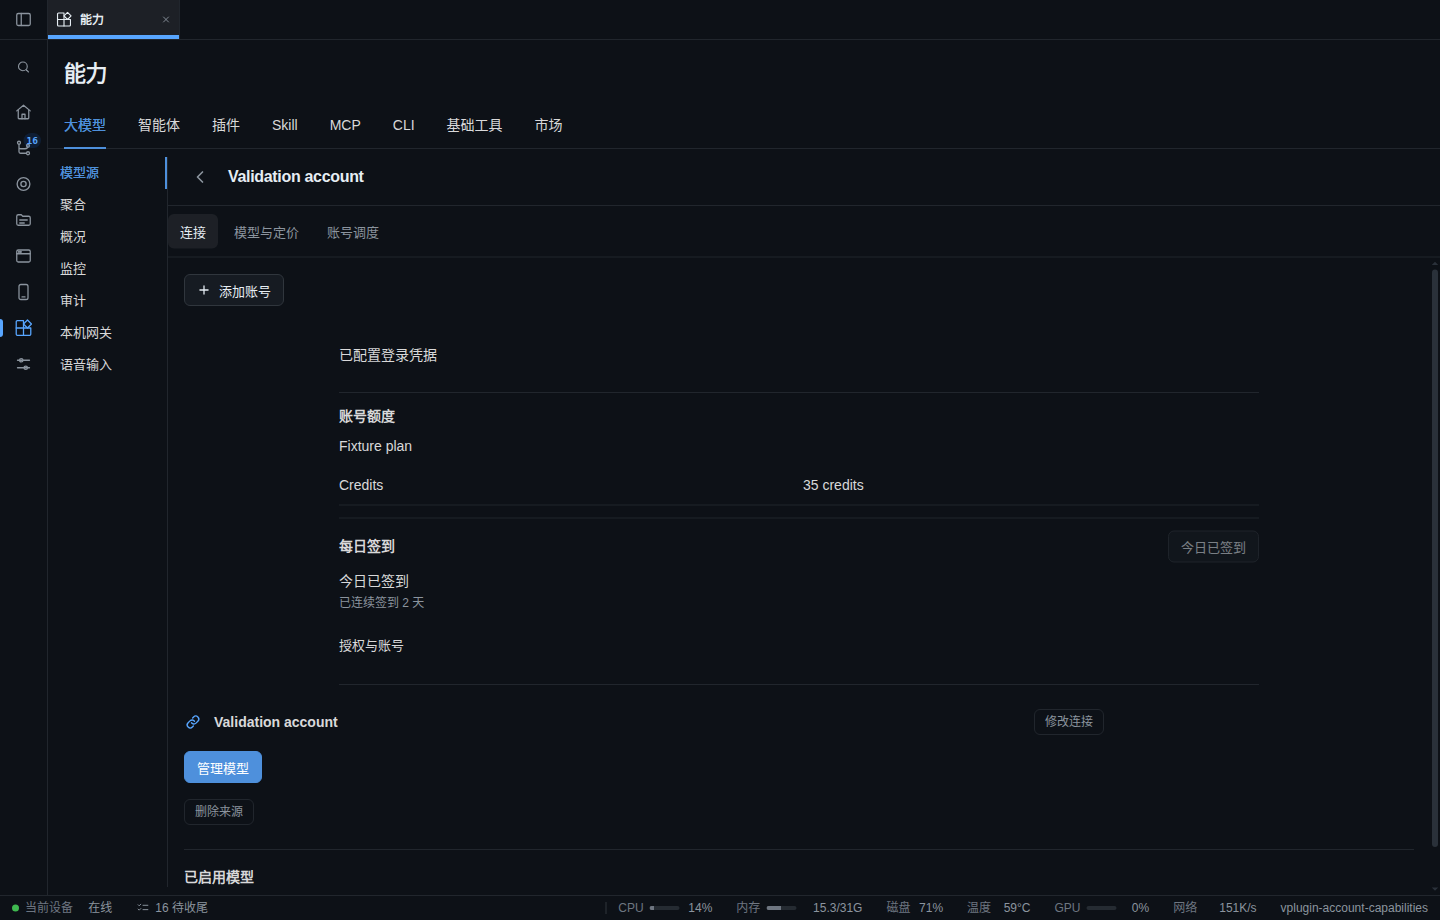 能力
能力
16
大模型 智能体 插件 Skill MCP CLI 基础工具 市场
模型源
聚合
概况
监控
审计
本机网关
语音输入
Validation account
连接 模型与定价 账号调度
添加账号
已配置登录凭据
账号额度
Fixture plan
Credits 35 credits
每日签到 今日已签到
今日已签到
已连续签到 2 天
授权与账号
Validation account 修改连接
管理模型
删除来源
已启用模型
当前设备 在线 16 待收尾 CPU 14% 内存 15.3/31G 磁盘 71% 温度 59°C GPU 0% 网络 151K/s vplugin-account-capabilities